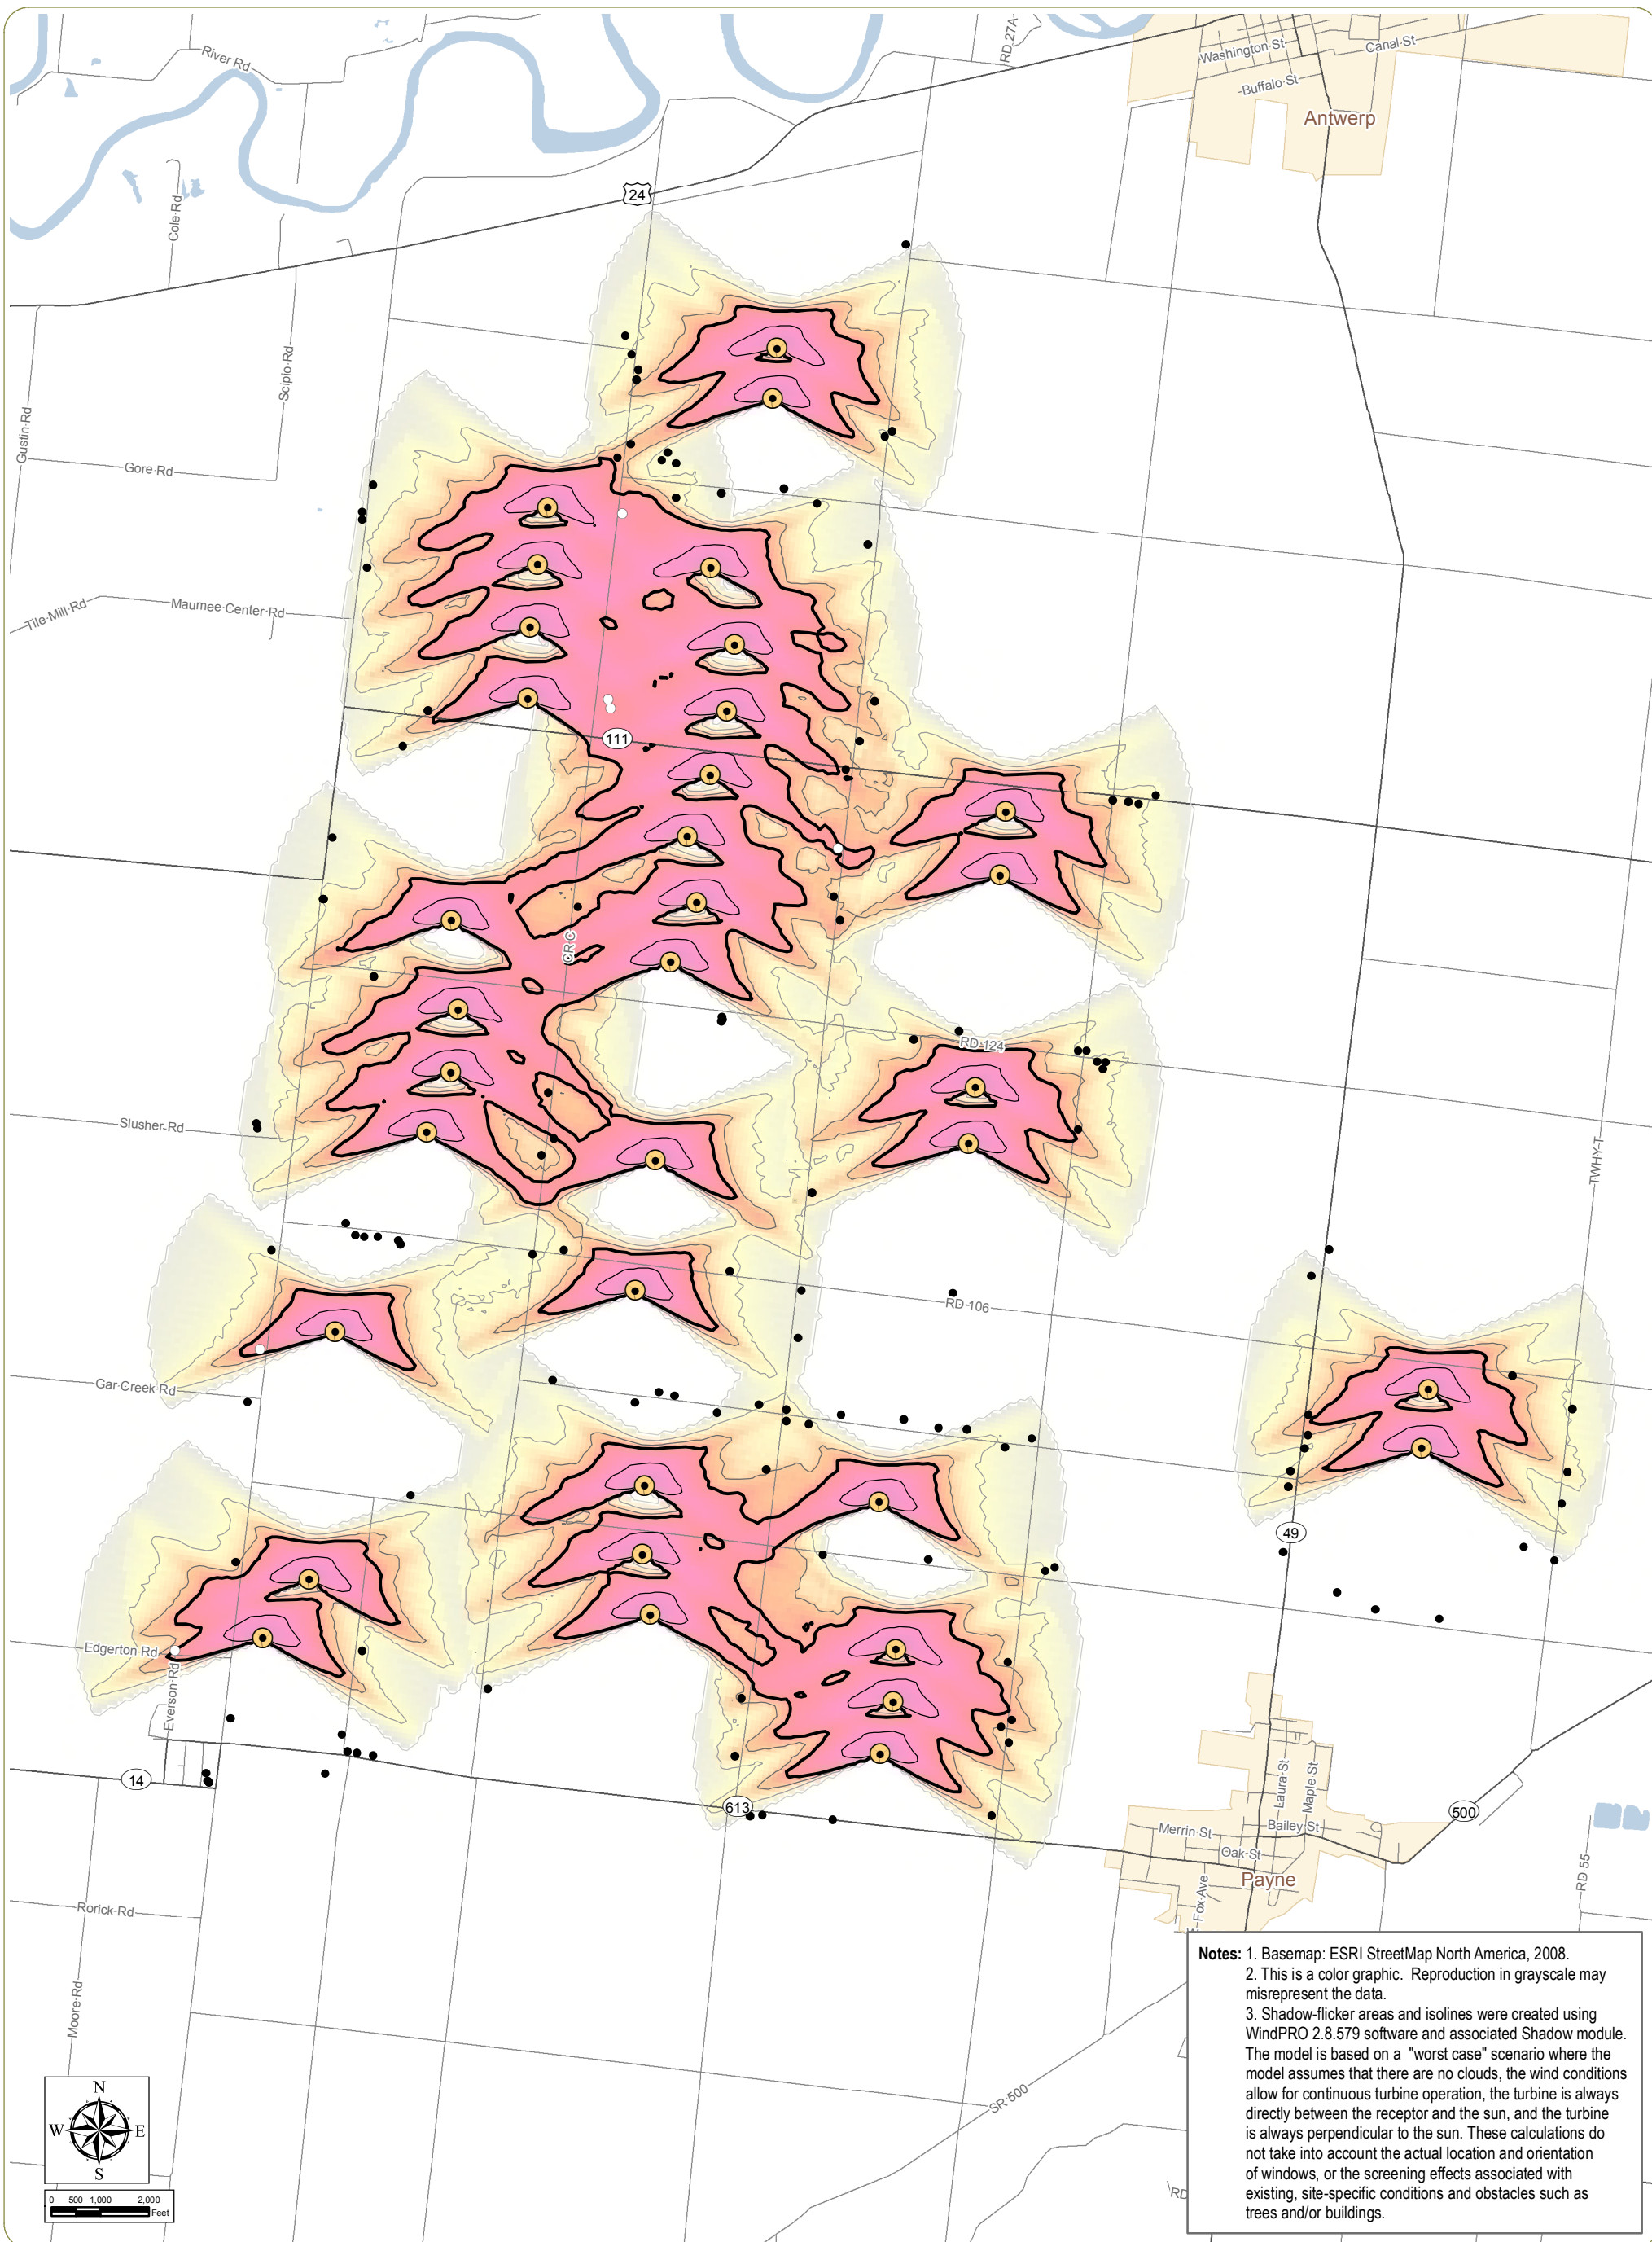 River Rd
RD 27A
Washington St
Canal St
Buffalo St
Antwerp
24
Cole Rd
Scipio Rd
Gustin Rd
Gore Rd
Maumee Center Rd
Tile Mill Rd
111
CR C
RD 124
Slusher Rd
TWHY T
RD 106
Gar Creek Rd
49
Edgerton Rd
Everson Rd
14
613
500
Laura St
Maple St
Merrin St
Bailey St
Oak St
Payne
Fox Ave
RD 55
Rorick Rd
Moore Rd
SR 500
RD
N
W E
S
0 500 1,000 2,000
Feet
Notes: 1. Basemap: ESRI StreetMap North America, 2008.
2. This is a color graphic. Reproduction in grayscale may
misrepresent the data.
3. Shadow-flicker areas and isolines were created using
WindPRO 2.8.579 software and associated Shadow module.
The model is based on a "worst case" scenario where the
model assumes that there are no clouds, the wind conditions
allow for continuous turbine operation, the turbine is always
directly between the receptor and the sun, and the turbine
is always perpendicular to the sun. These calculations do
not take into account the actual location and orientation
of windows, or the screening effects associated with
existing, site-specific conditions and obstacles such as
trees and/or buildings.